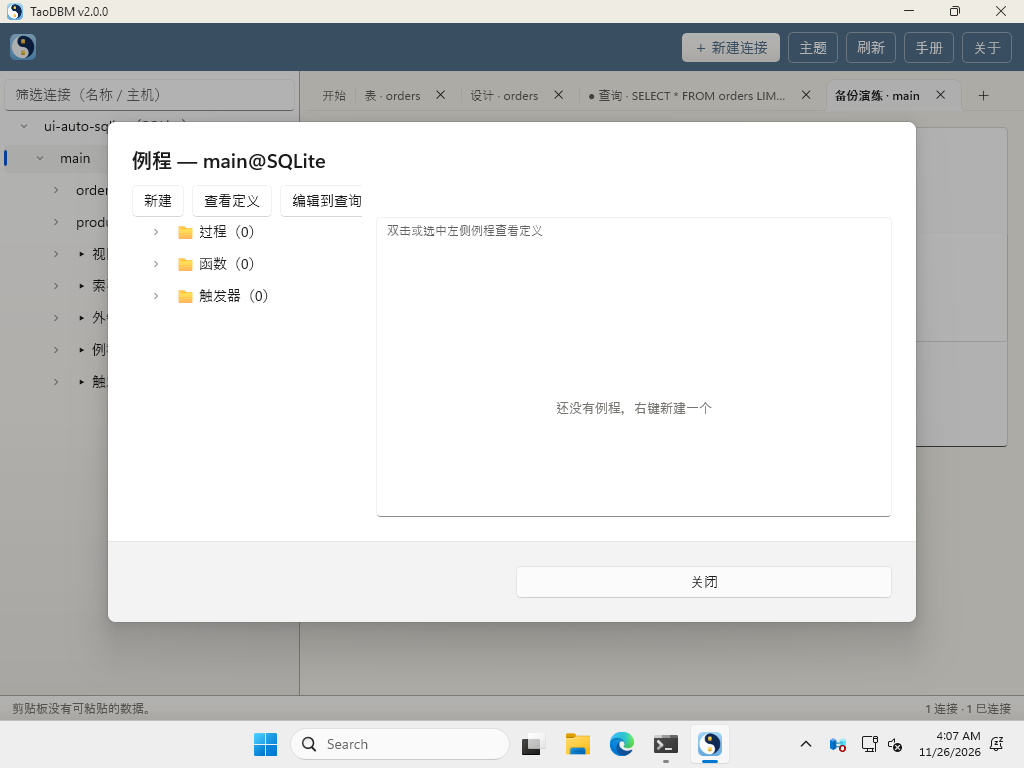 TaoDBM v2.0.0
+ 新建连接 主题 刷新 手册 关于
筛选连接（名称 / 主机）
开始 表 · orders 设计 · orders ● 查询 · SELECT * FROM orders LIM... 备份演练 · main
main
例程 — main@SQLite
新建 查看定义 编辑到查询
过程（0）
函数（0）
触发器（0）
双击或选中左侧例程查看定义
还没有例程，右键新建一个
关闭
剪贴板没有可粘贴的数据。
1 连接 · 1 已连接
Search
4:07 AM
11/26/2026